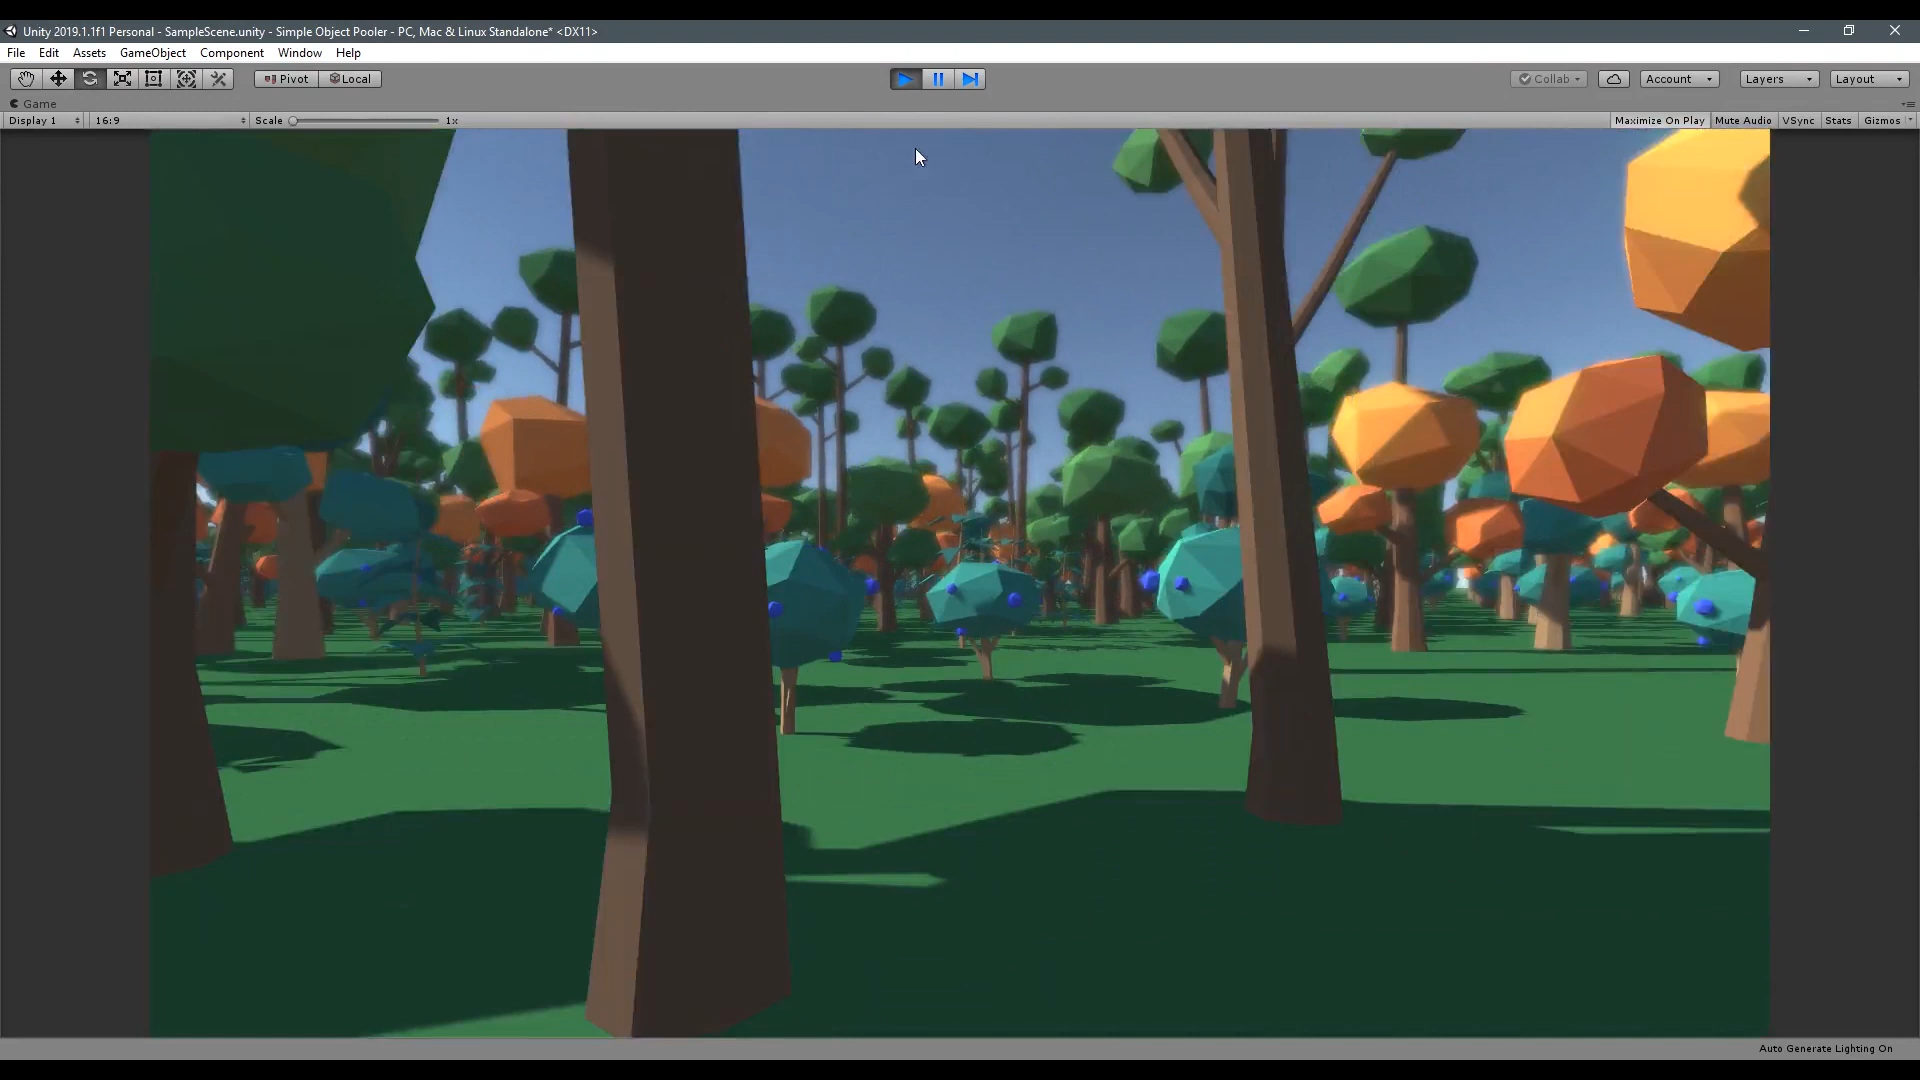 Unity 2019.1.1f1 Personal - SampleScene.unity - Simple Object Pooler - PC, Mac & Linux Standalone* <DX11>
File Edit Assets GameObject Component Window Help
Pivot Local Collab Account Layers Layout
Game
Display 1 16:9 Scale 1x Maximize On Play Mute Audio VSync Stats Gizmos
Auto Generate Lighting On